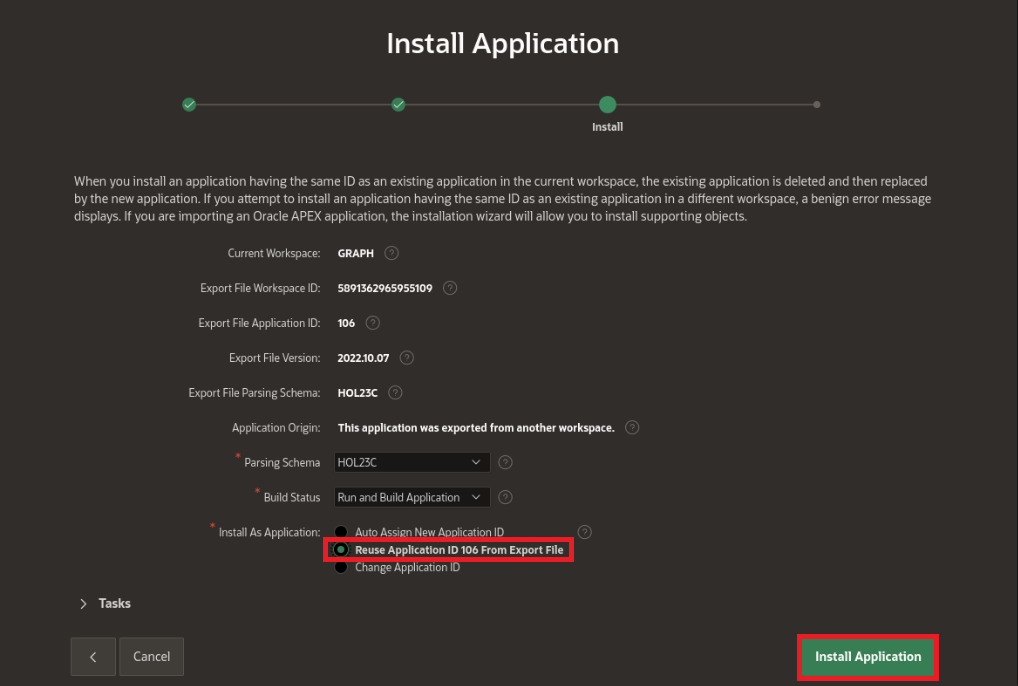 Install Application
Install
When you install an application having the same ID as an existing application in the current workspace, the existing application is deleted and then replaced
by the new application. If you attempt to install an application having the same ID as an existing application in a different workspace, a benign error message
displays. If you are importing an Oracle APEX application, the installation wizard will allow you to install supporting objects.
Current Workspace: GRAPH ?
Export File Workspace ID: 5891362965955109 ?
Export File Application ID: 106 ?
Export File Version: 2022.10.07 ?
Export File Parsing Schema: HOL23C ?
Application Origin: This application was exported from another workspace. ?
* Parsing Schema HOL23C ?
* Build Status Run and Build Application ?
* Install As Application: Auto Assign New Application ID ?
Reuse Application ID 106 From Export File
Change Application ID
Tasks
Cancel Install Application